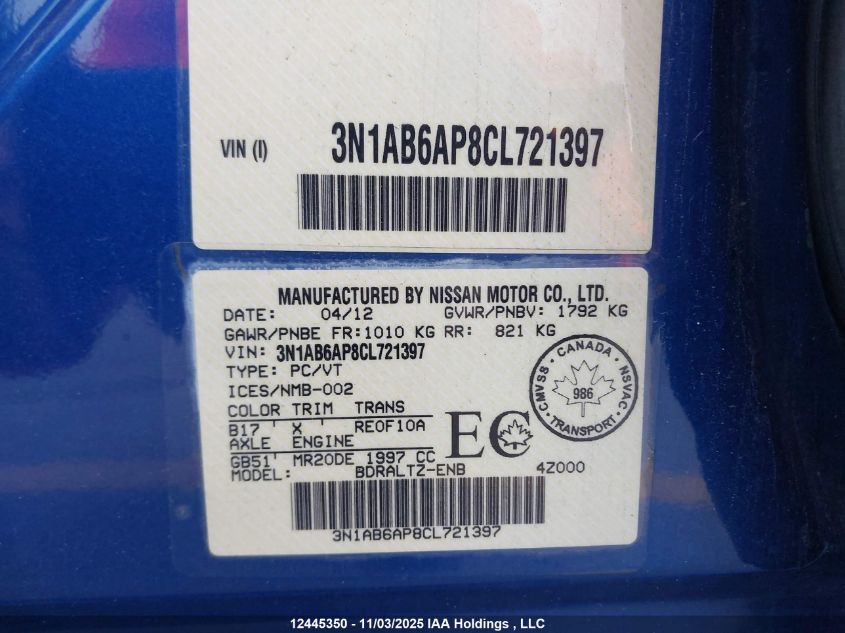 VIN (I) 3N1AB6AP8CL721397
MANUFACTURED BY NISSAN MOTOR CO., LTD.
DATE: 04/12 GVWR/PNBV: 1792 KG
GAWR/PNBE FR:1010 KG RR: 821 KG
VIN: 3N1AB6AP8CL721397
TYPE: PC/VT
ICES/NMB-002
COLOR TRIM TRANS
B17 ' X ' RE0F10A
AXLE ENGINE
GB51' MR20DE 1997 CC
MODEL: BDRALTZ-ENB 4Z000
EC
CANADA
CMVSS • NSVAC
986
TRANSPORT
3N1AB6AP8CL721397
12445350 - 11/03/2025 IAA Holdings , LLC